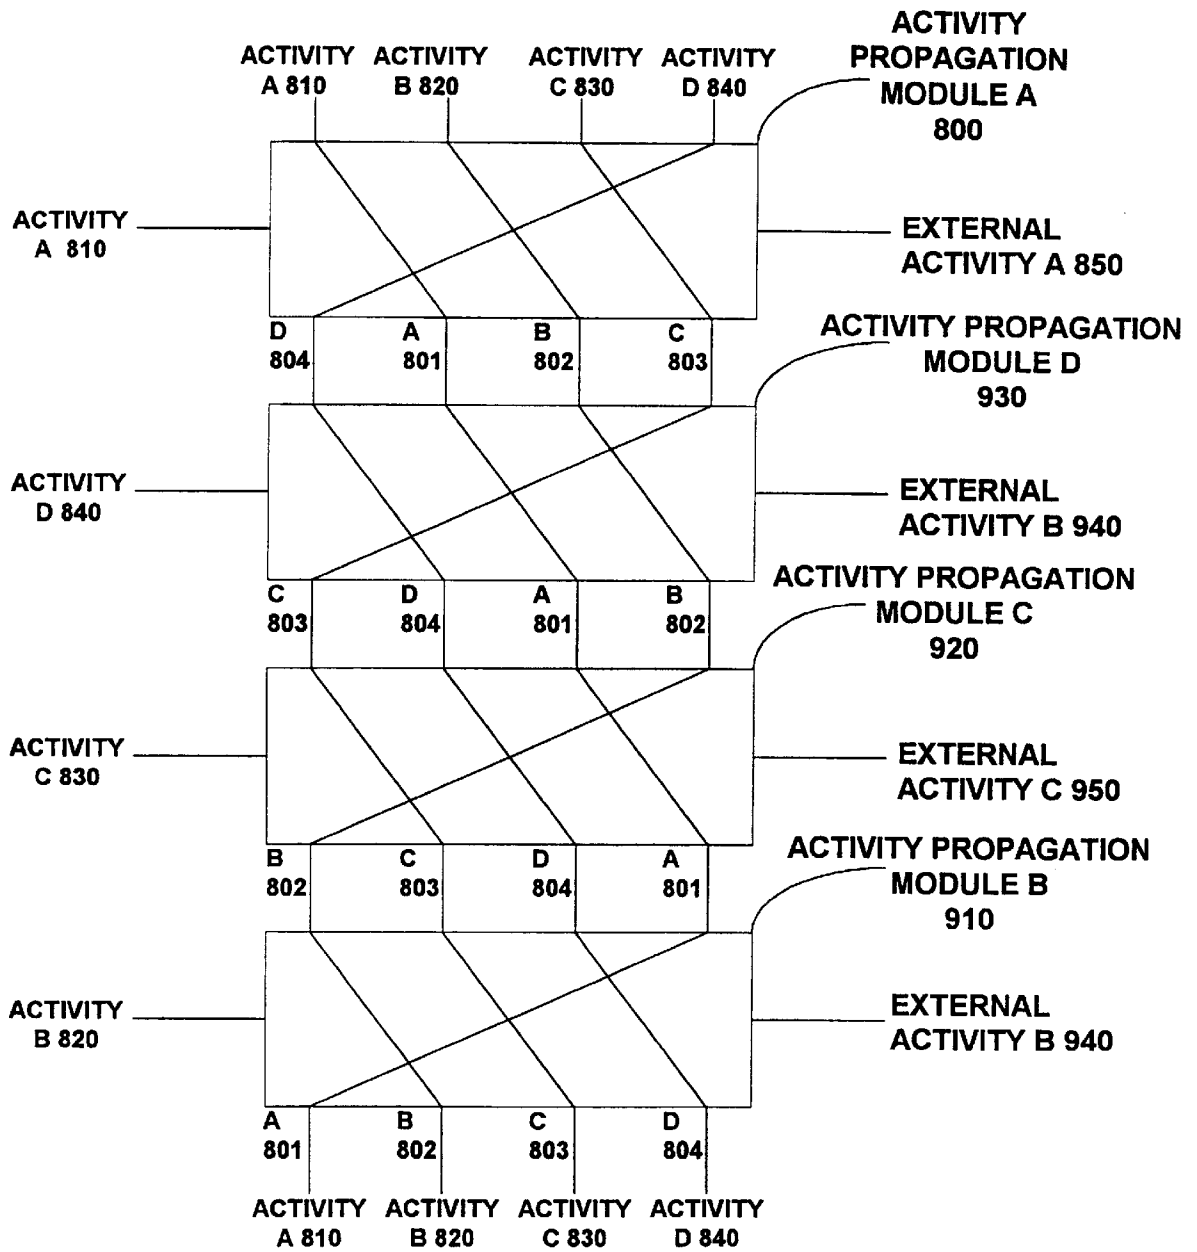 ACTIVITY
PROPAGATION
MODULE A
800
ACTIVITY
A 810
ACTIVITY
B 820
ACTIVITY
C 830
ACTIVITY
D 840
ACTIVITY
A 810
EXTERNAL
ACTIVITY A 850
D
804
A
801
B
802
C
803
ACTIVITY PROPAGATION
MODULE D
930
ACTIVITY
D 840
EXTERNAL
ACTIVITY B 940
C
803
D
804
A
801
B
802
ACTIVITY PROPAGATION
MODULE C
920
ACTIVITY
C 830
EXTERNAL
ACTIVITY C 950
B
802
C
803
D
804
A
801
ACTIVITY PROPAGATION
MODULE B
910
ACTIVITY
B 820
EXTERNAL
ACTIVITY B 940
A
801
B
802
C
803
D
804
ACTIVITY
A 810
ACTIVITY
B 820
ACTIVITY
C 830
ACTIVITY
D 840